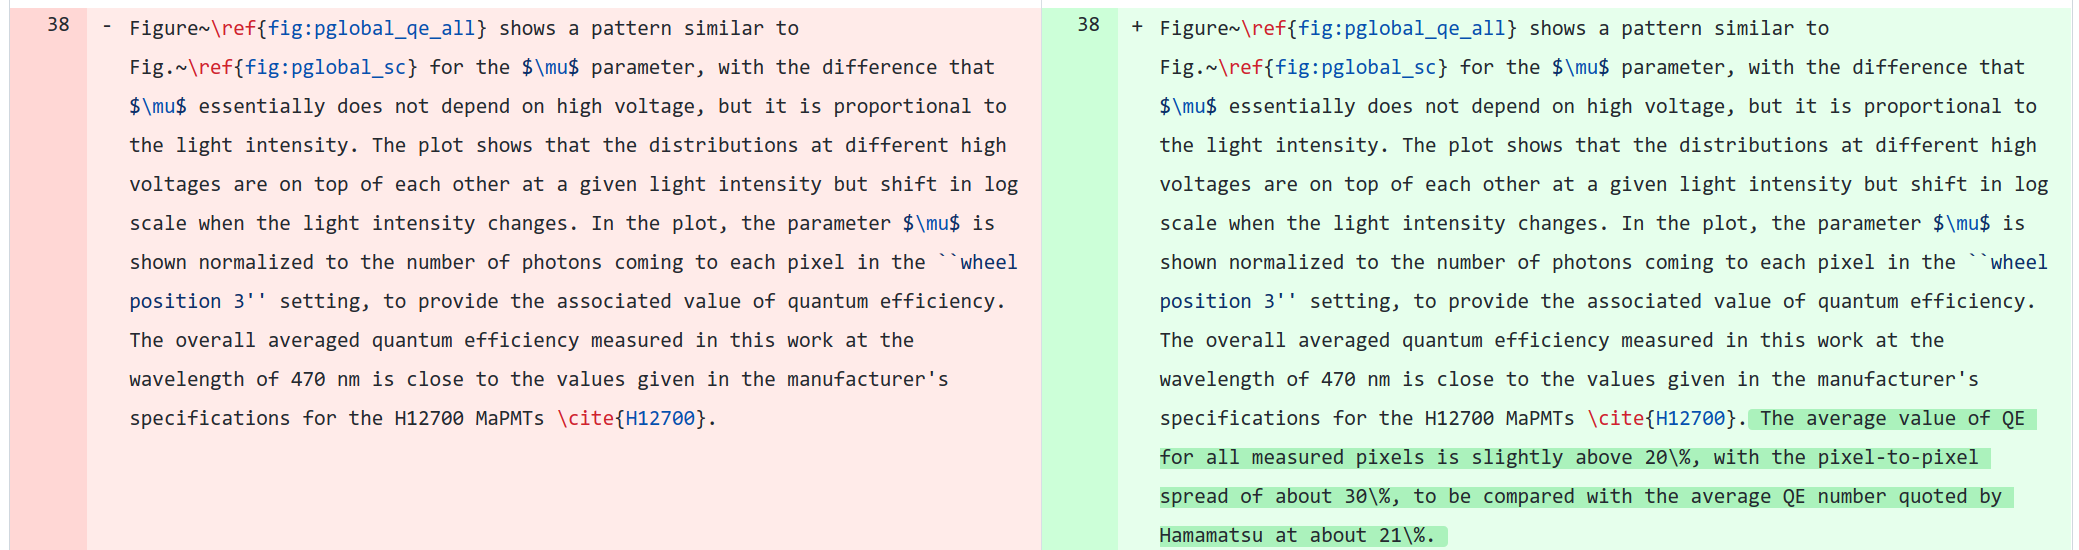 38 - Figure~\ref{fig:pglobal_qe_all} shows a pattern similar to
Fig.~\ref{fig:pglobal_sc} for the $\mu$ parameter, with the difference that
$\mu$ essentially does not depend on high voltage, but it is proportional to
the light intensity. The plot shows that the distributions at different high
voltages are on top of each other at a given light intensity but shift in log
scale when the light intensity changes. In the plot, the parameter $\mu$ is
shown normalized to the number of photons coming to each pixel in the ``wheel
position 3'' setting, to provide the associated value of quantum efficiency.
The overall averaged quantum efficiency measured in this work at the
wavelength of 470 nm is close to the values given in the manufacturer's
specifications for the H12700 MaPMTs \cite{H12700}.
38 + Figure~\ref{fig:pglobal_qe_all} shows a pattern similar to
Fig.~\ref{fig:pglobal_sc} for the $\mu$ parameter, with the difference that
$\mu$ essentially does not depend on high voltage, but it is proportional to
the light intensity. The plot shows that the distributions at different high
voltages are on top of each other at a given light intensity but shift in log
scale when the light intensity changes. In the plot, the parameter $\mu$ is
shown normalized to the number of photons coming to each pixel in the ``wheel
position 3'' setting, to provide the associated value of quantum efficiency.
The overall averaged quantum efficiency measured in this work at the
wavelength of 470 nm is close to the values given in the manufacturer's
specifications for the H12700 MaPMTs \cite{H12700}. The average value of QE
for all measured pixels is slightly above 20\%, with the pixel-to-pixel
spread of about 30\%, to be compared with the average QE number quoted by
Hamamatsu at about 21\%.